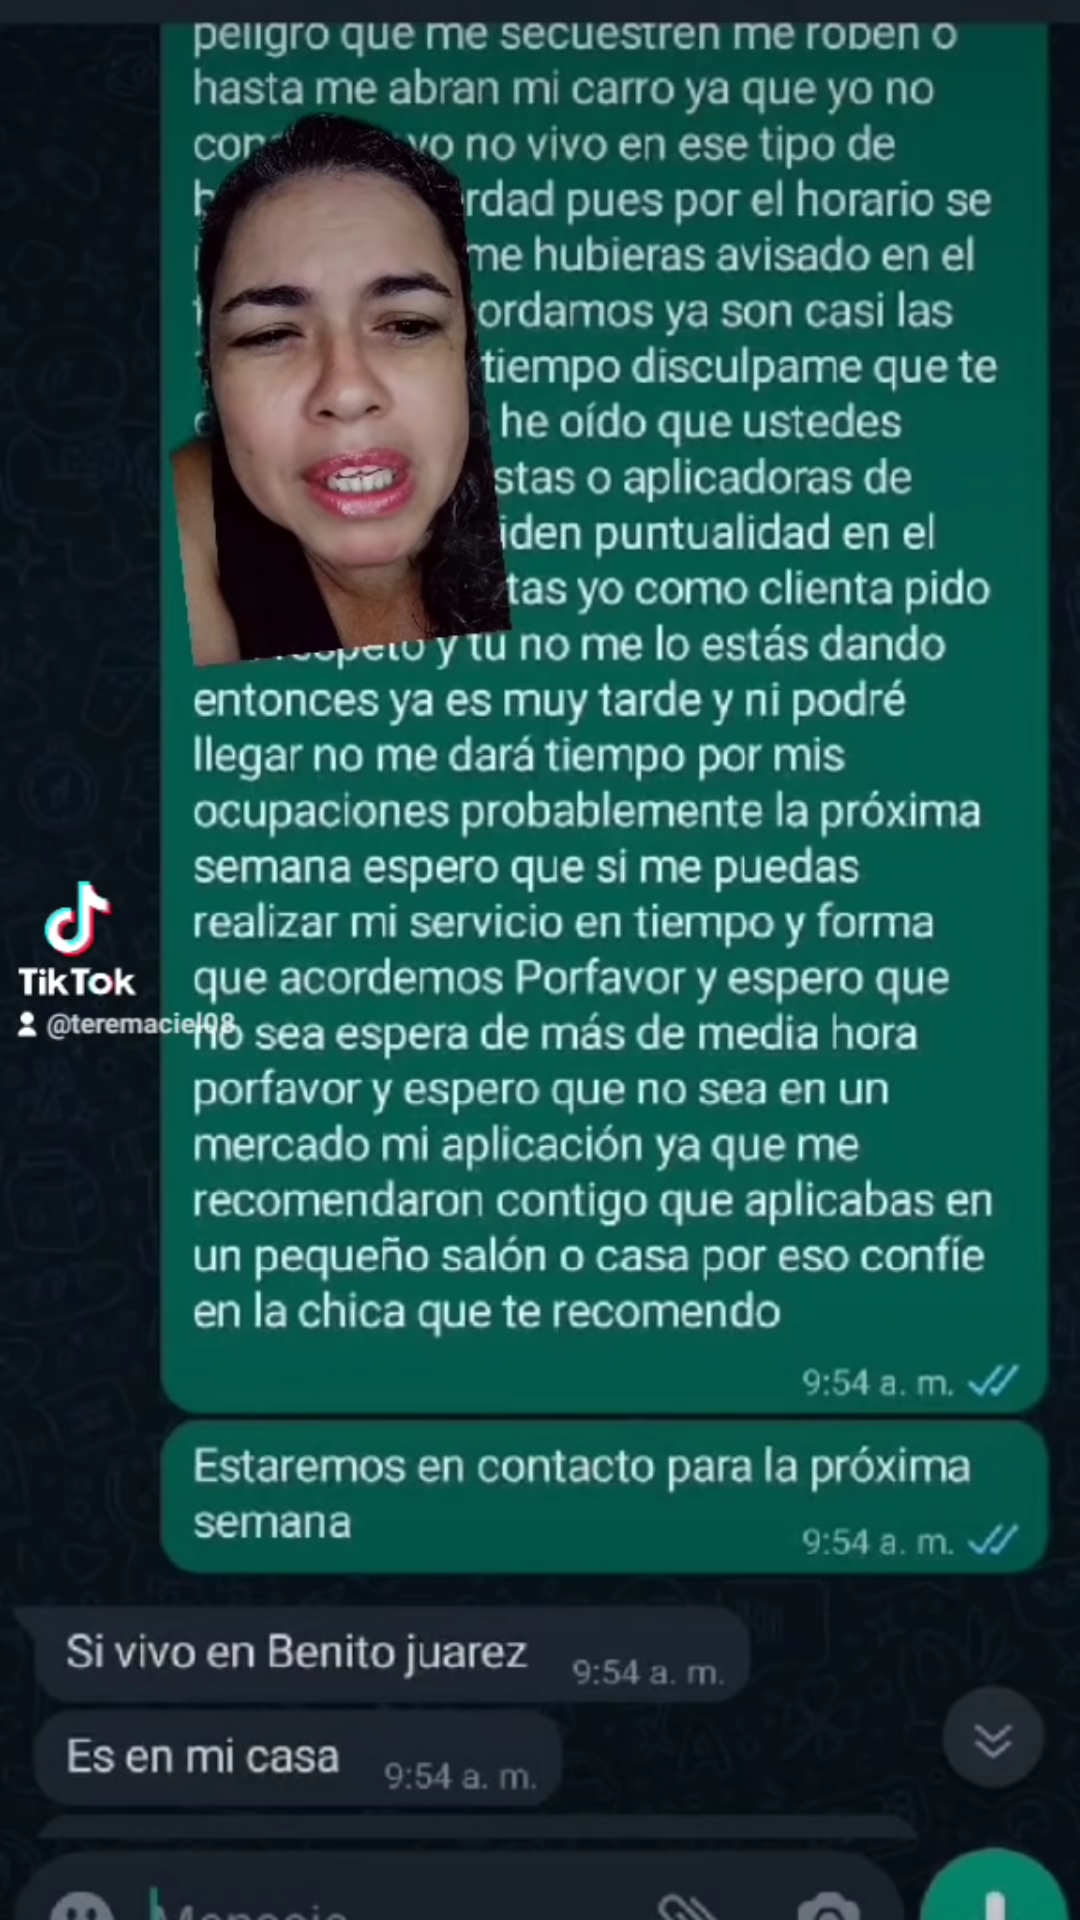 peligro que me secuestren me roben o
hasta me abran mi carro ya que yo no
yo no vivo en ese tipo de
pues por el horario se
me hubieras avisado en el
ya son casi las
tiempo disculpame que te
he oído que ustedes
o aplicadoras de
puntualidad en el
yo como clienta pido
y tu no me lo estás dando
entonces ya es muy tarde y ni podré
llegar no me dará tiempo por mis
ocupaciones probablemente la próxima
semana espero que si me puedas
realizar mi servicio en tiempo y forma
que acordemos Porfavor y espero que
no sea espera de más de media hora
porfavor y espero que no sea en un
mercado mi aplicación ya que me
recomendaron contigo que aplicabas en
un pequeño salón o casa por eso confíe
en la chica que te recomendo
9:54 a. m.
TikTok
@teremaciel98
Estaremos en contacto para la próxima
semana
9:54 a. m.
Si vivo en Benito juarez 9:54 a. m.
Es en mi casa 9:54 a. m.